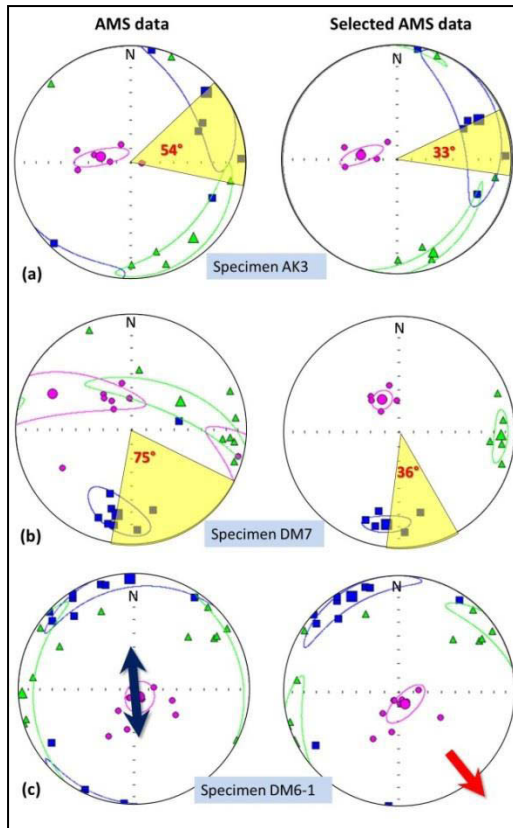 AMS data
Selected AMS data
N
N
54°
33°
(a)
Specimen AK3
N
N
75°
36°
(b)
Specimen DM7
N
N
(c)
Specimen DM6-1